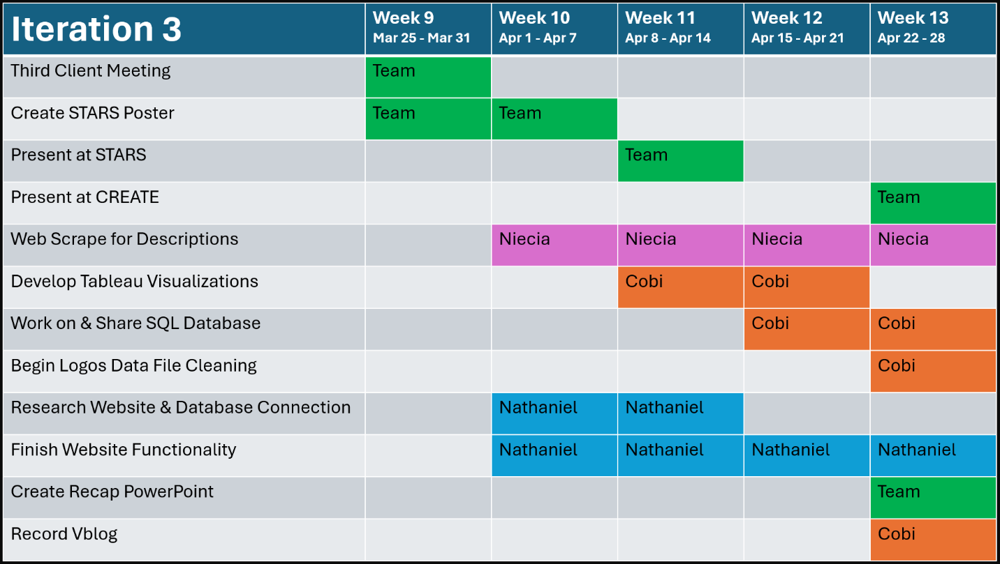 Iteration 3
Week 9
Mar 25 - Mar 31
Week 10
Apr 1 - Apr 7
Week 11
Apr 8 - Apr 14
Week 12
Apr 15 - Apr 21
Week 13
Apr 22 - 28
Third Client Meeting
Team
Create STARS Poster
Team
Team
Present at STARS
Team
Present at CREATE
Team
Web Scrape for Descriptions
Niecia
Niecia
Niecia
Niecia
Develop Tableau Visualizations
Cobi
Cobi
Work on & Share SQL Database
Cobi
Cobi
Begin Logos Data File Cleaning
Cobi
Research Website & Database Connection
Nathaniel
Nathaniel
Finish Website Functionality
Nathaniel
Nathaniel
Nathaniel
Nathaniel
Create Recap PowerPoint
Team
Record Vblog
Cobi